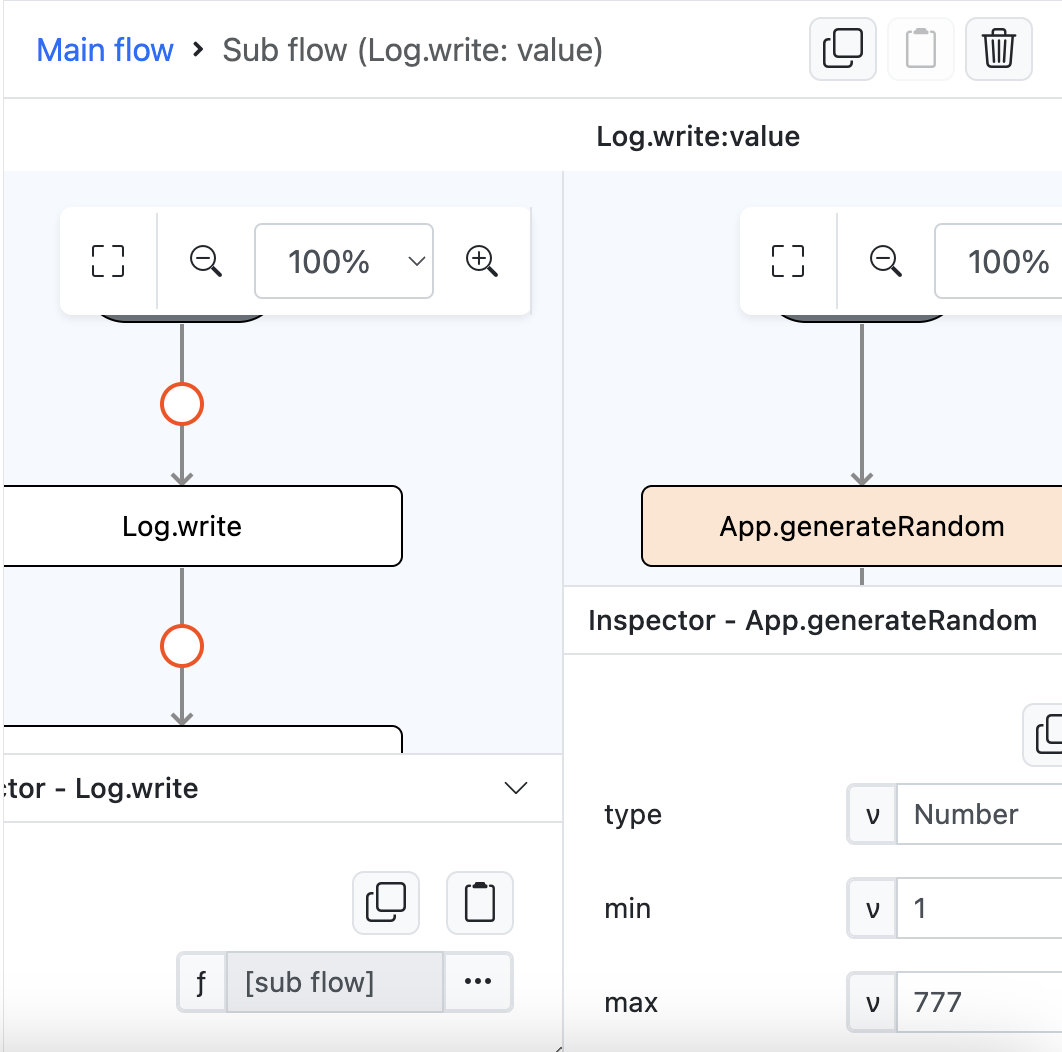 Main flow › Sub flow (Log.write: value)
Log.write:value
100%
100%
Log.write
App.generateRandom
Inspector - App.generateRandom
tor - Log.write
type ν Number
min ν 1
ƒ [sub flow] •••
max ν 777